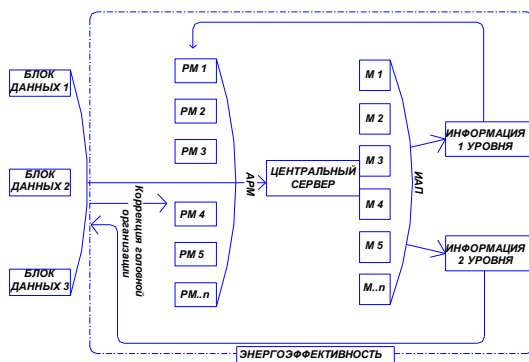 БЛОК
ДАННЫХ 1
БЛОК
ДАННЫХ 2
БЛОК
ДАННЫХ 3
Коррекция головной
организации
РМ 1
РМ 2
РМ 3
РМ 4
РМ 5
РМ..n
АРМ
ЦЕНТРАЛЬНЫЙ
СЕРВЕР
М 1
М 2
М 3
М 4
М 5
М..n
ИАП
ИНФОРМАЦИЯ
1 УРОВНЯ
ИНФОРМАЦИЯ
2 УРОВНЯ
ЭНЕРГОЭФФЕКТИВНОСТЬ